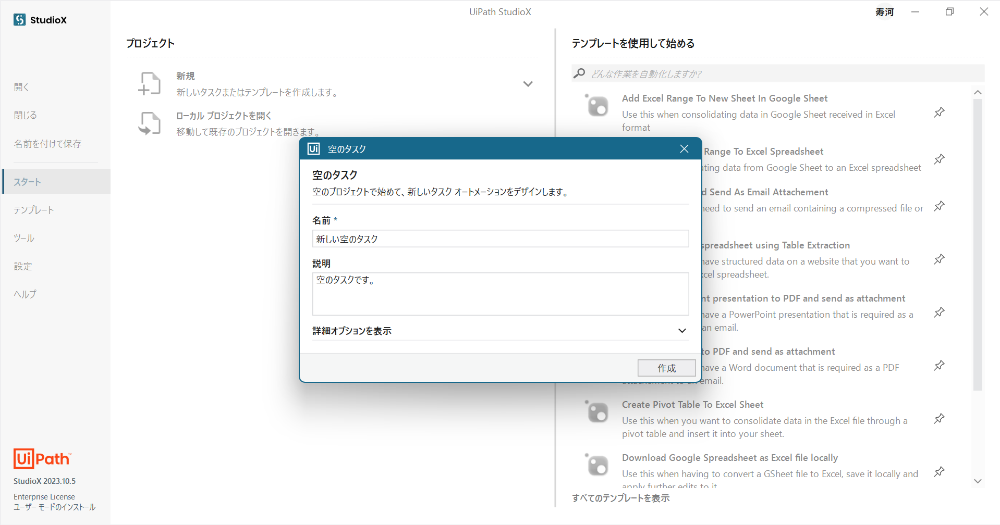 StudioX
UiPath StudioX
寿河
開く
閉じる
名前を付けて保存
スタート
テンプレート
ツール
設定
ヘルプ
UiPath™
StudioX 2023.10.5
Enterprise License
ユーザー モードのインストール
プロジェクト
新規
新しいタスクまたはテンプレートを作成します。
ローカル プロジェクトを開く
移動して既存のプロジェクトを開きます。
Ui 空のタスク
空のタスク
空のプロジェクトで始めて、新しいタスク オートメーションをデザインします。
名前 *
新しい空のタスク
説明
空のタスクです。
詳細オプションを表示
作成
テンプレートを使用して始める
どんな作業を自動化しますか?
Add Excel Range To New Sheet In Google Sheet
Use this when consolidating data in Google Sheet received in Excel
format
Range To Excel Spreadsheet
ating data from Google Sheet to an Excel spreadsheet
d Send As Email Attachement
need to send an email containing a compressed file or
spreadsheet using Table Extraction
have structured data on a website that you want to
xcel spreadsheet.
nt presentation to PDF and send as attachment
have a PowerPoint presentation that is required as a
an email.
to PDF and send as attachment
have a Word document that is required as a PDF
attachement to an email.
Create Pivot Table To Excel Sheet
Use this when you want to consolidate data in the Excel file through a
pivot table and insert it into your sheet.
Download Google Spreadsheet as Excel file locally
Use this when having to convert a GSheet file to Excel, save it locally and
apply further edits to it
すべてのテンプレートを表示